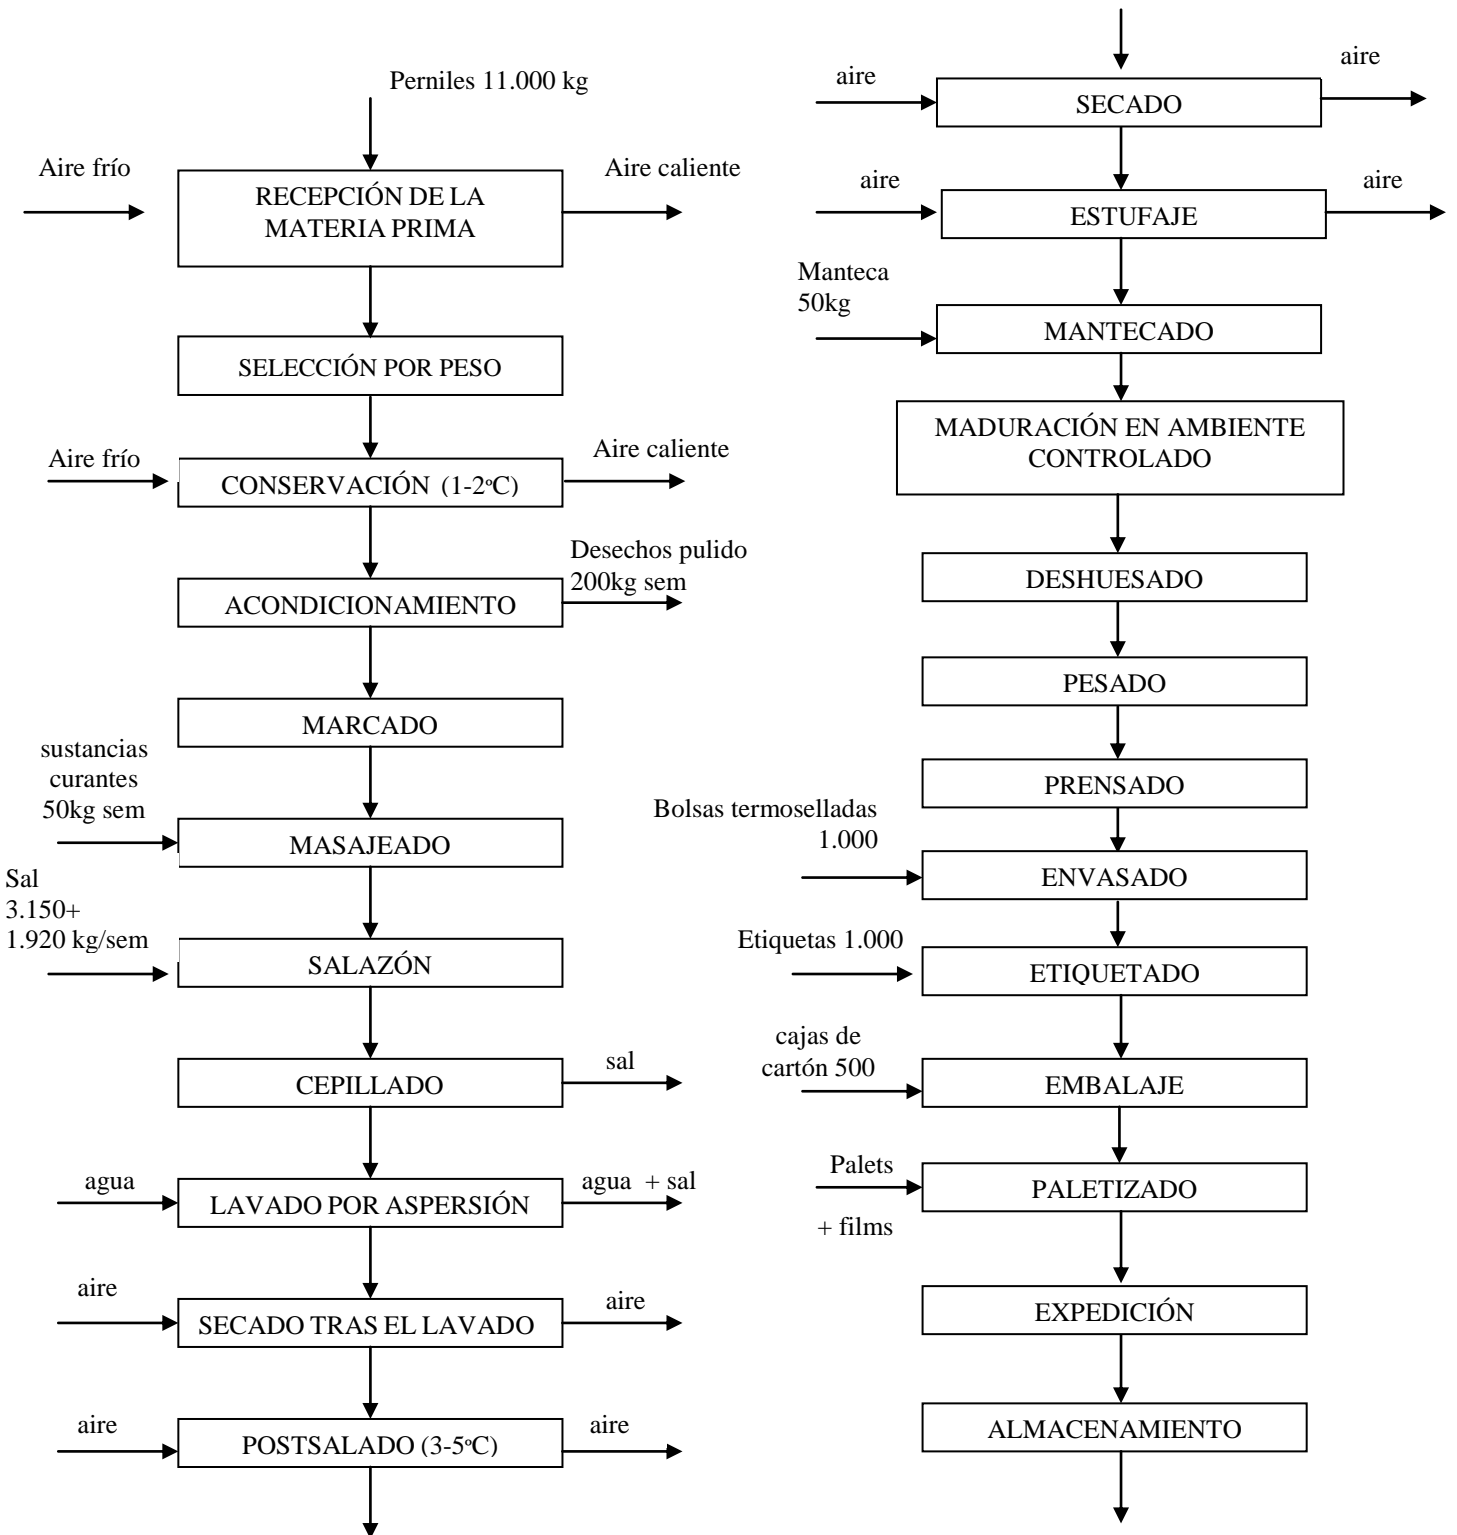 Perniles 11.000 kg
Aire frío
RECEPCIÓN DE LA
MATERIA PRIMA
Aire caliente
SELECCIÓN POR PESO
Aire frío
CONSERVACIÓN (1-2ºC)
Aire caliente
ACONDICIONAMIENTO
Desechos pulido
200kg sem
MARCADO
sustancias
curantes
50kg sem
MASAJEADO
Sal
3.150+
1.920 kg/sem
SALAZÓN
CEPILLADO
sal
agua
LAVADO POR ASPERSIÓN
agua + sal
aire
SECADO TRAS EL LAVADO
aire
aire
POSTSALADO (3-5ºC)
aire
aire
SECADO
aire
aire
ESTUFAJE
aire
Manteca
50kg
MANTECADO
MADURACIÓN EN AMBIENTE
CONTROLADO
DESHUESADO
PESADO
PRENSADO
Bolsas termoselladas
1.000
ENVASADO
Etiquetas 1.000
ETIQUETADO
cajas de
cartón 500
EMBALAJE
Palets
+ films
PALETIZADO
EXPEDICIÓN
ALMACENAMIENTO